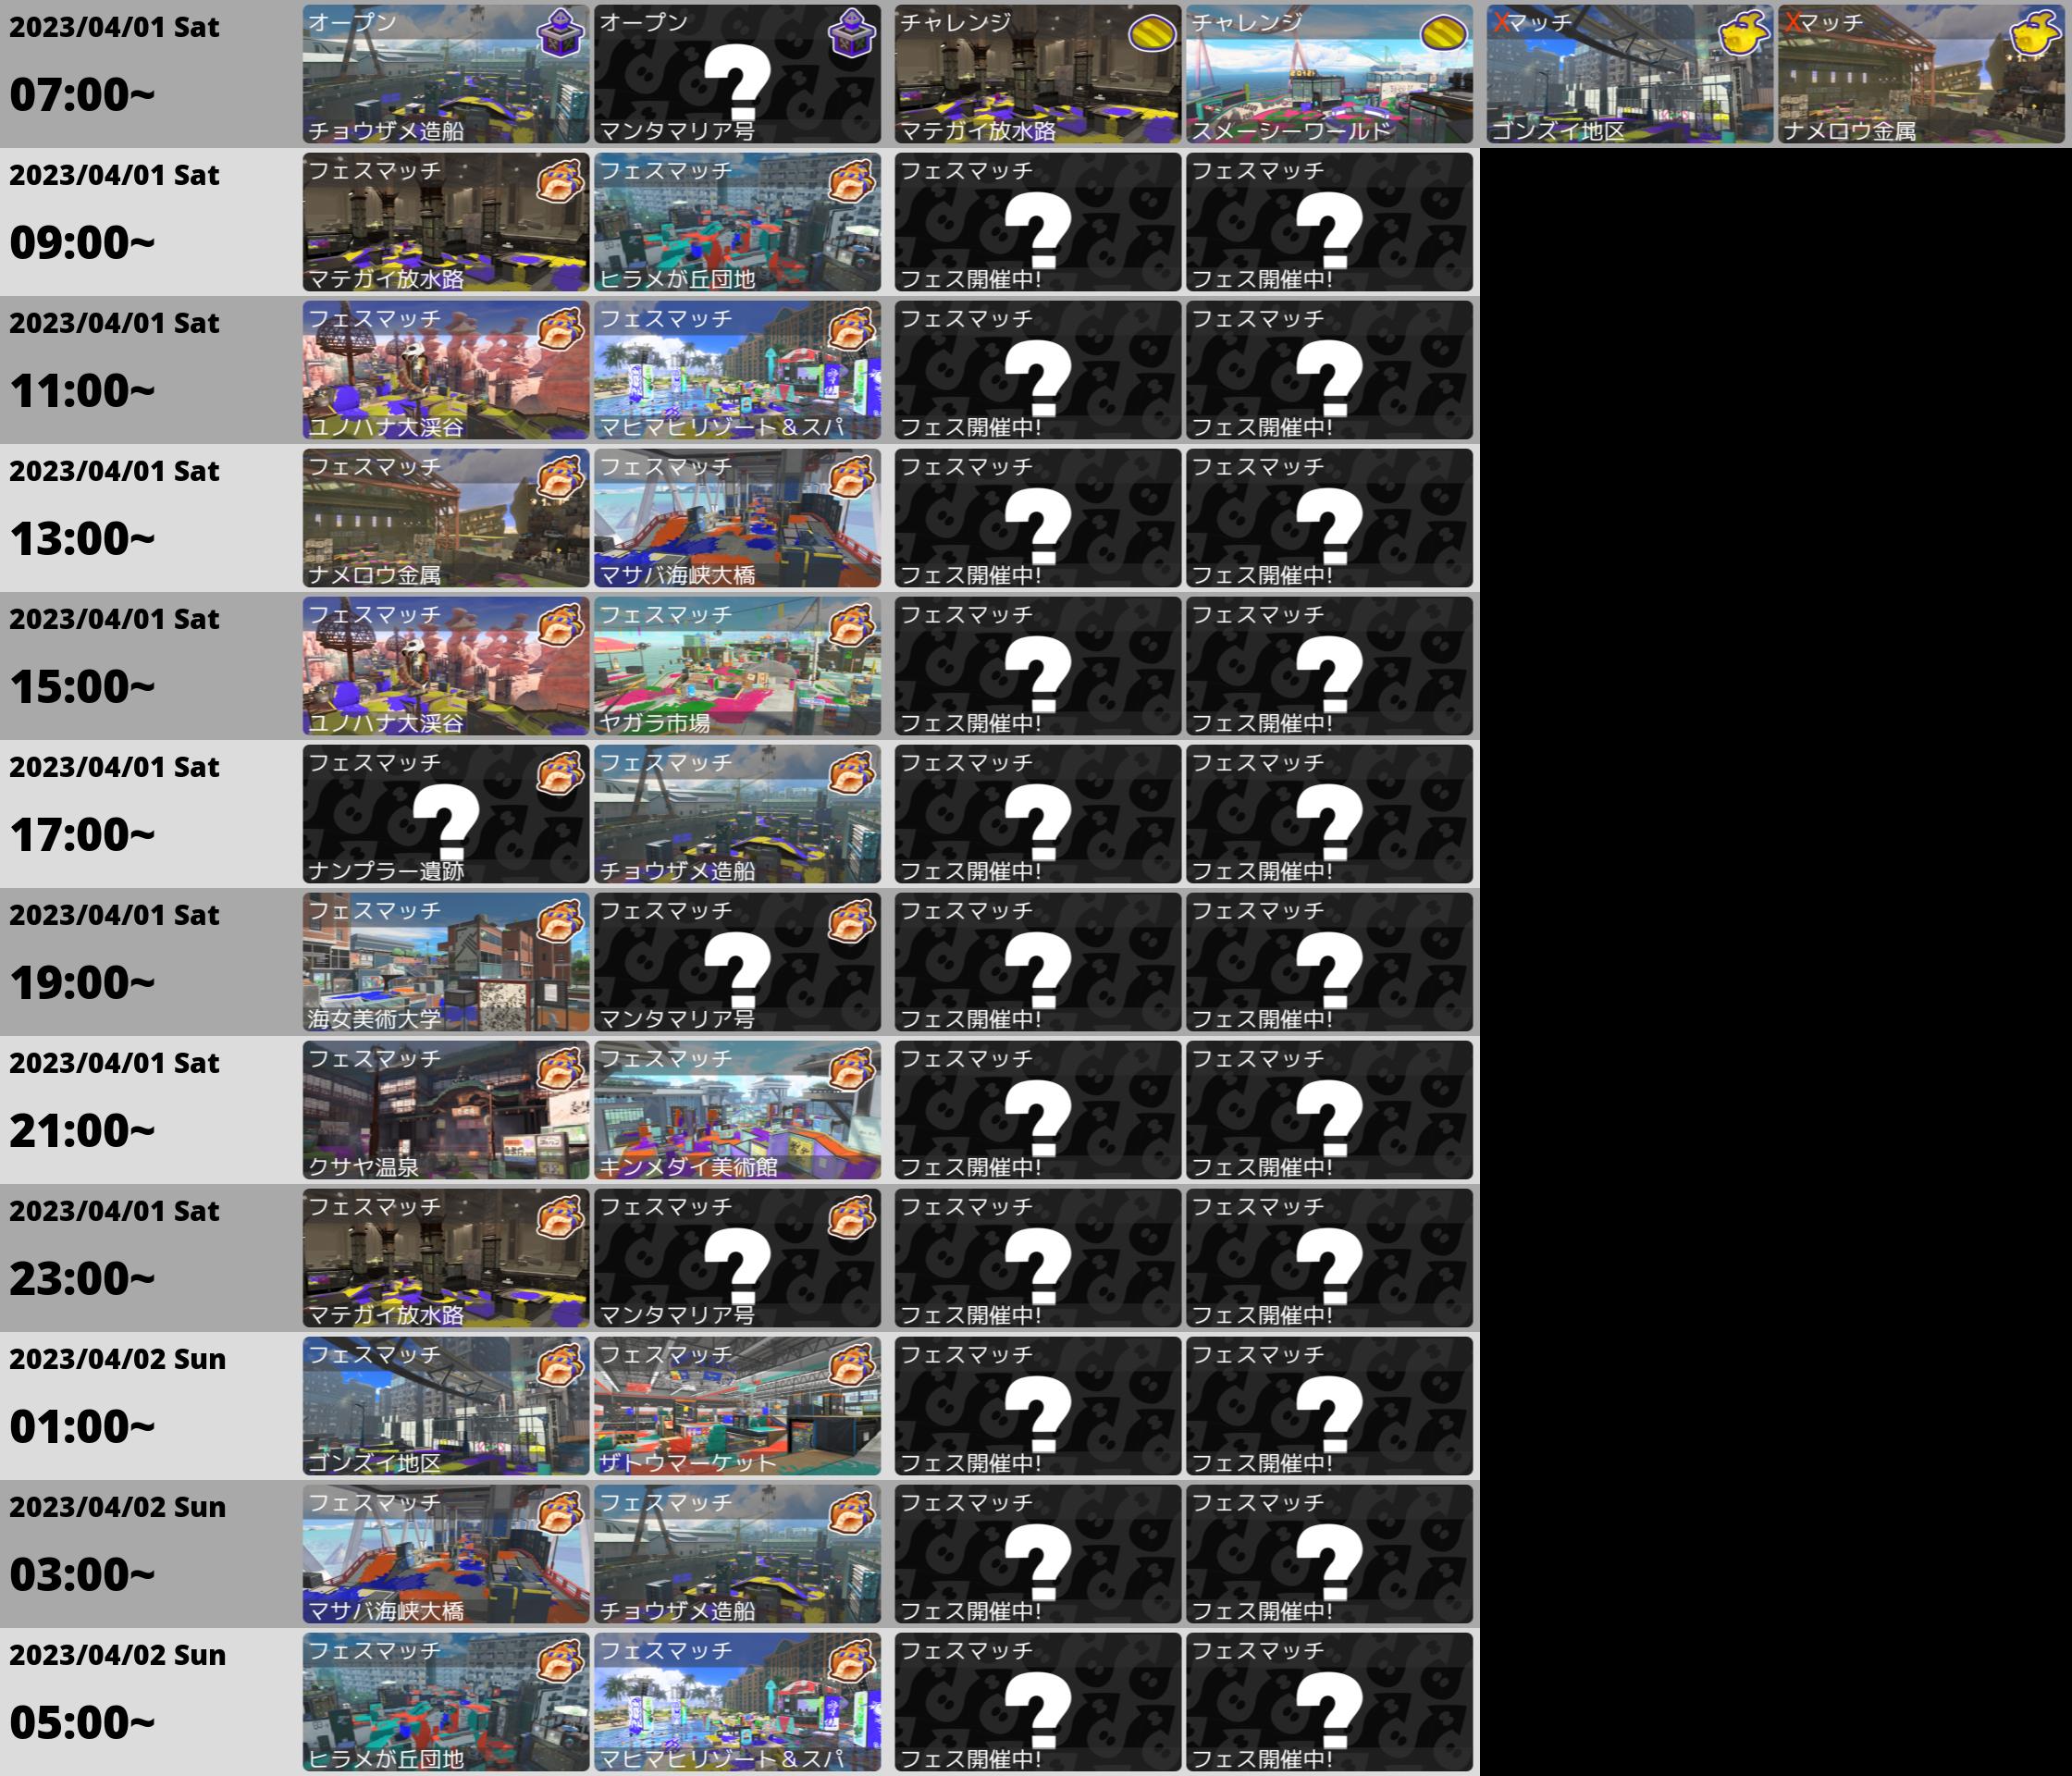 2023/04/01 Sat
07:00~
オープン
チョウザメ造船
オープン
マンタマリア号
チャレンジ
マテガイ放水路
チャレンジ
スメーシーワールド
Xマッチ
ゴンズイ地区
Xマッチ
ナメロウ金属
2023/04/01 Sat
09:00~
フェスマッチ
マテガイ放水路
フェスマッチ
ヒラメが丘団地
フェスマッチ
フェス開催中!
フェスマッチ
フェス開催中!
2023/04/01 Sat
11:00~
フェスマッチ
ユノハナ大渓谷
フェスマッチ
マヒマヒリゾート＆スパ
フェスマッチ
フェス開催中!
フェスマッチ
フェス開催中!
2023/04/01 Sat
13:00~
フェスマッチ
ナメロウ金属
フェスマッチ
マサバ海峡大橋
フェスマッチ
フェス開催中!
フェスマッチ
フェス開催中!
2023/04/01 Sat
15:00~
フェスマッチ
ユノハナ大渓谷
フェスマッチ
ヤガラ市場
フェスマッチ
フェス開催中!
フェスマッチ
フェス開催中!
2023/04/01 Sat
17:00~
フェスマッチ
ナンプラー遺跡
フェスマッチ
チョウザメ造船
フェスマッチ
フェス開催中!
フェスマッチ
フェス開催中!
2023/04/01 Sat
19:00~
フェスマッチ
海女美術大学
フェスマッチ
マンタマリア号
フェスマッチ
フェス開催中!
フェスマッチ
フェス開催中!
2023/04/01 Sat
21:00~
フェスマッチ
クサヤ温泉
フェスマッチ
キンメダイ美術館
フェスマッチ
フェス開催中!
フェスマッチ
フェス開催中!
2023/04/01 Sat
23:00~
フェスマッチ
マテガイ放水路
フェスマッチ
マンタマリア号
フェスマッチ
フェス開催中!
フェスマッチ
フェス開催中!
2023/04/02 Sun
01:00~
フェスマッチ
ゴンズイ地区
フェスマッチ
ザトウマーケット
フェスマッチ
フェス開催中!
フェスマッチ
フェス開催中!
2023/04/02 Sun
03:00~
フェスマッチ
マサバ海峡大橋
フェスマッチ
チョウザメ造船
フェスマッチ
フェス開催中!
フェスマッチ
フェス開催中!
2023/04/02 Sun
05:00~
フェスマッチ
ヒラメが丘団地
フェスマッチ
マヒマヒリゾート＆スパ
フェスマッチ
フェス開催中!
フェスマッチ
フェス開催中!